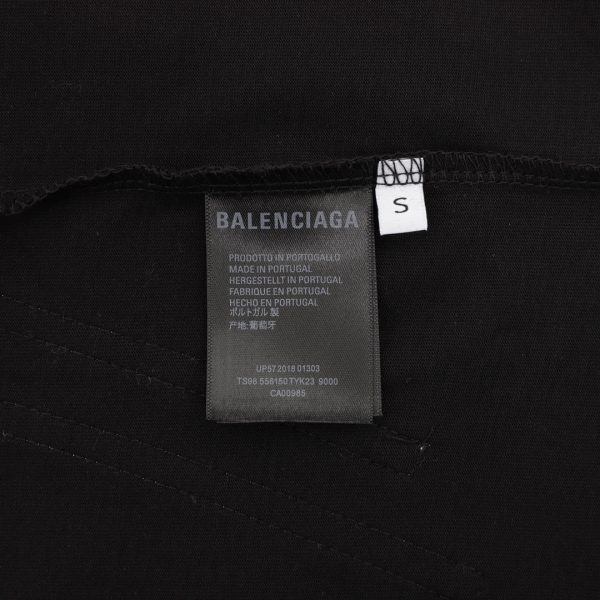 BALENCIAGA
S
PRODOTTO IN PORTOGALLO
MADE IN PORTUGAL
HERGESTELLT IN PORTUGAL
FABRIQUE EN PORTUGAL
HECHO EN PORTUGAL
ポルトガル製
产地:葡萄牙
UP57 2018 01303
TS98 558150 TYK23 9000
CA00985